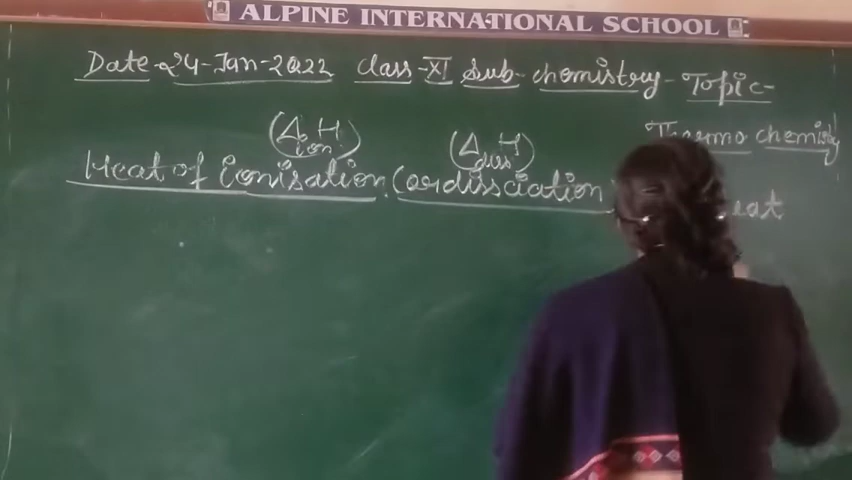 ALPINE INTERNATIONAL SCHOOL
Date-24-Jan-2022 Class-XI Sub-chemistry-Topic-
Thermo chemistry
(ΔionH) (ΔdissH)
Heat of Ionisation (or dissciation